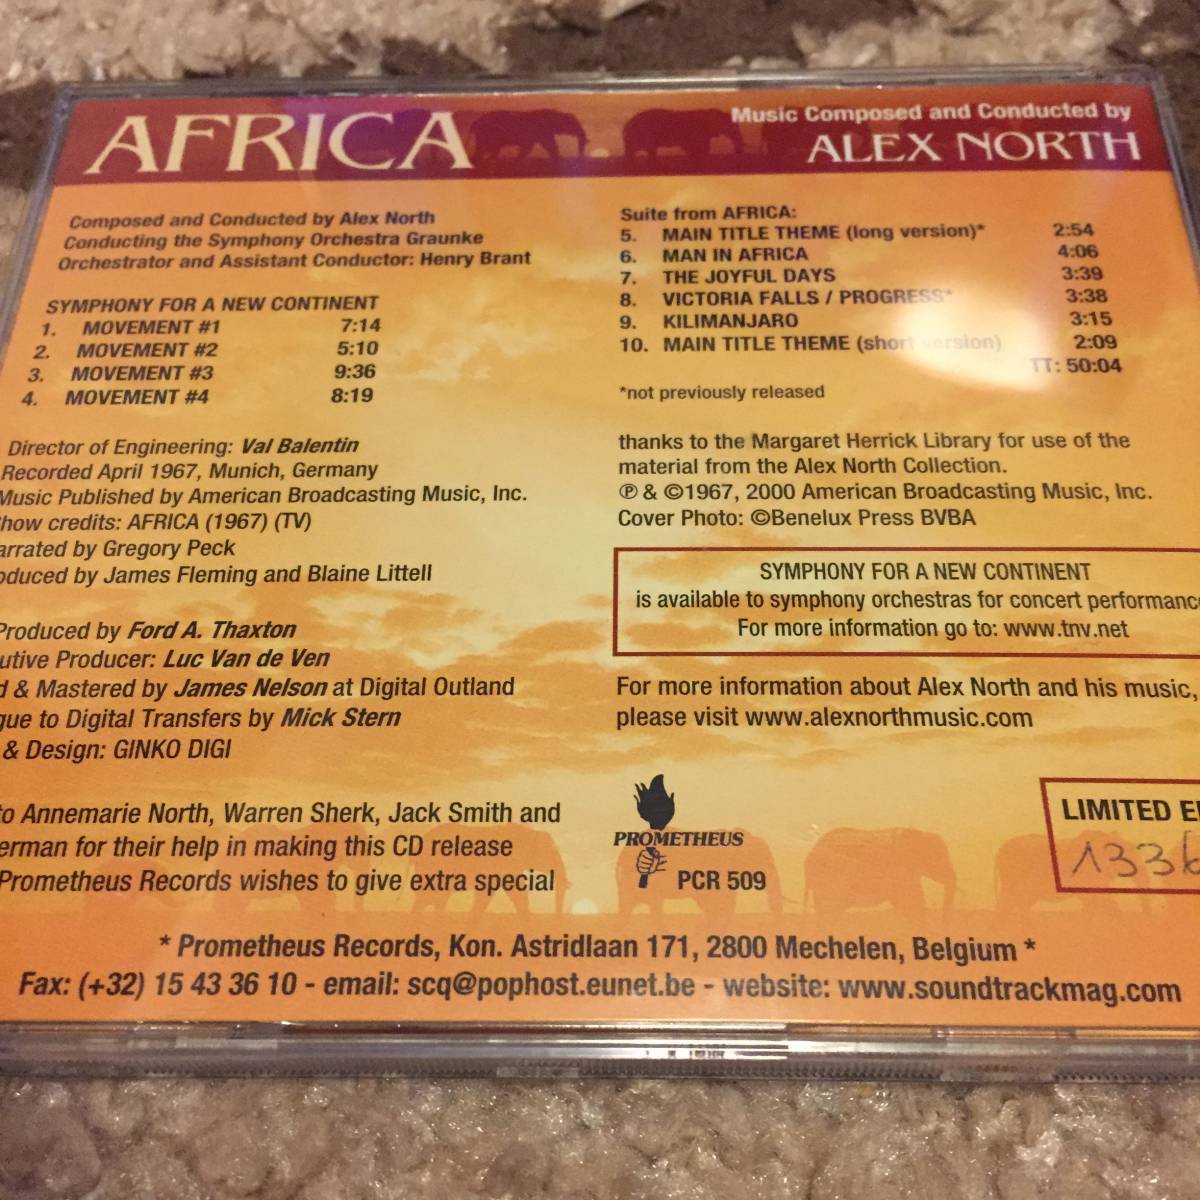 AFRICA
Music Composed and Conducted by
ALEX NORTH
Composed and Conducted by Alex North
Conducting the Symphony Orchestra Graunke
Orchestrator and Assistant Conductor: Henry Brant
SYMPHONY FOR A NEW CONTINENT
1. MOVEMENT #1 7:14
2. MOVEMENT #2 5:10
3. MOVEMENT #3 9:36
4. MOVEMENT #4 8:19
Director of Engineering: Val Balentin
Recorded April 1967, Munich, Germany
Music Published by American Broadcasting Music, Inc.
credits: AFRICA (1967) (TV)
by Gregory Peck
by James Fleming and Blaine Littell
Produced by Ford A. Thaxton
Producer: Luc Van de Ven
& Mastered by James Nelson at Digital Outland
to Digital Transfers by Mick Stern
& Design: GINKO DIGI
to Annemarie North, Warren Sherk, Jack Smith and
for their help in making this CD release
Prometheus Records wishes to give extra special
Suite from AFRICA:
5. MAIN TITLE THEME (long version)* 2:54
6. MAN IN AFRICA 4:06
7. THE JOYFUL DAYS 3:39
8. VICTORIA FALLS / PROGRESS* 3:38
9. KILIMANJARO 3:15
10. MAIN TITLE THEME (short version) 2:09
TT: 50:04
*not previously released
thanks to the Margaret Herrick Library for use of the
material from the Alex North Collection.
℗ & ©1967, 2000 American Broadcasting Music, Inc.
Cover Photo: ©Benelux Press BVBA
SYMPHONY FOR A NEW CONTINENT
is available to symphony orchestras for concert
For more information go to: www.tnv.net
For more information about Alex North and his music,
please visit www.alexnorthmusic.com
PROMETHEUS
PCR 509
LIMITED
* Prometheus Records, Kon. Astridlaan 171, 2800 Mechelen, Belgium *
Fax: (+32) 15 43 36 10 - email: scq@pophost.eunet.be - website: www.soundtrackmag.com